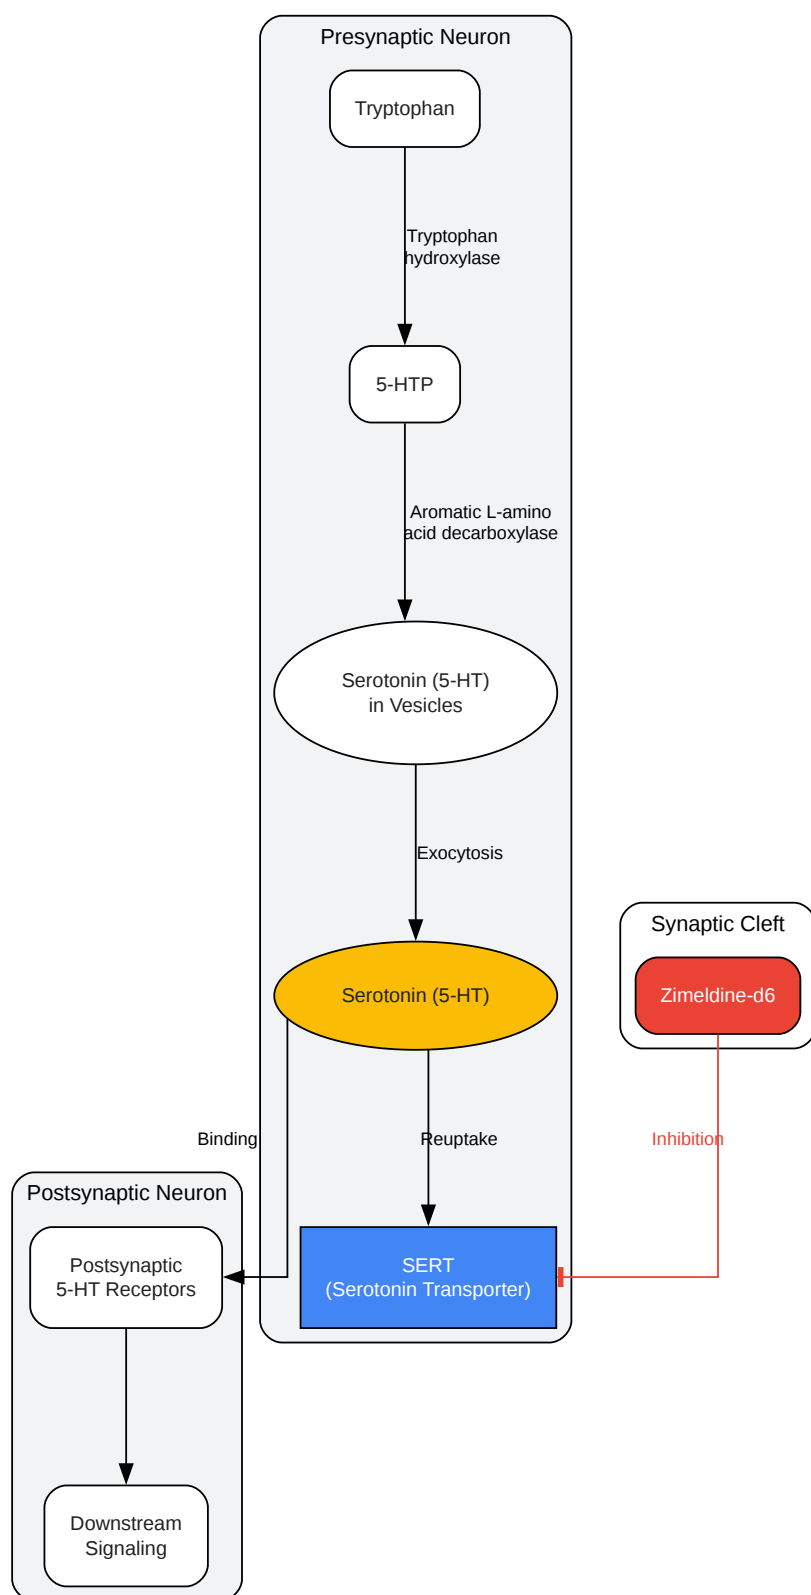 Presynaptic Neuron
Tryptophan
Tryptophan
hydroxylase
5-HTP
Aromatic L-amino
acid decarboxylase
Serotonin (5-HT)
in Vesicles
Exocytosis
Synaptic Cleft
Serotonin (5-HT)
Zimeldine-d6
Binding
Reuptake
Inhibition
Postsynaptic Neuron
Postsynaptic
5-HT Receptors
SERT
(Serotonin Transporter)
Downstream
Signaling